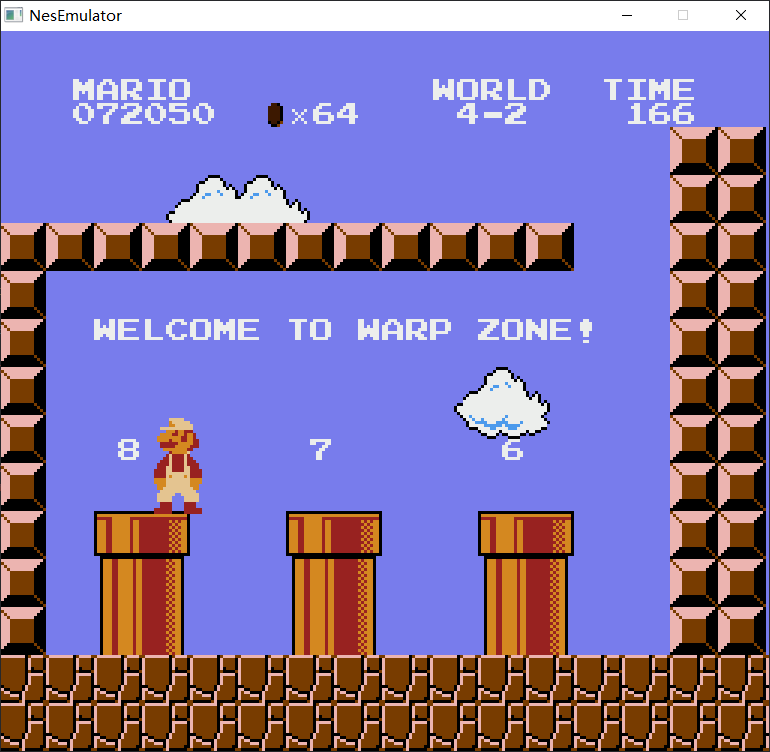 NesEmulator
MARIO WORLD TIME
072050 ×64 4-2 166
WELCOME TO WARP ZONE!
8 7 6